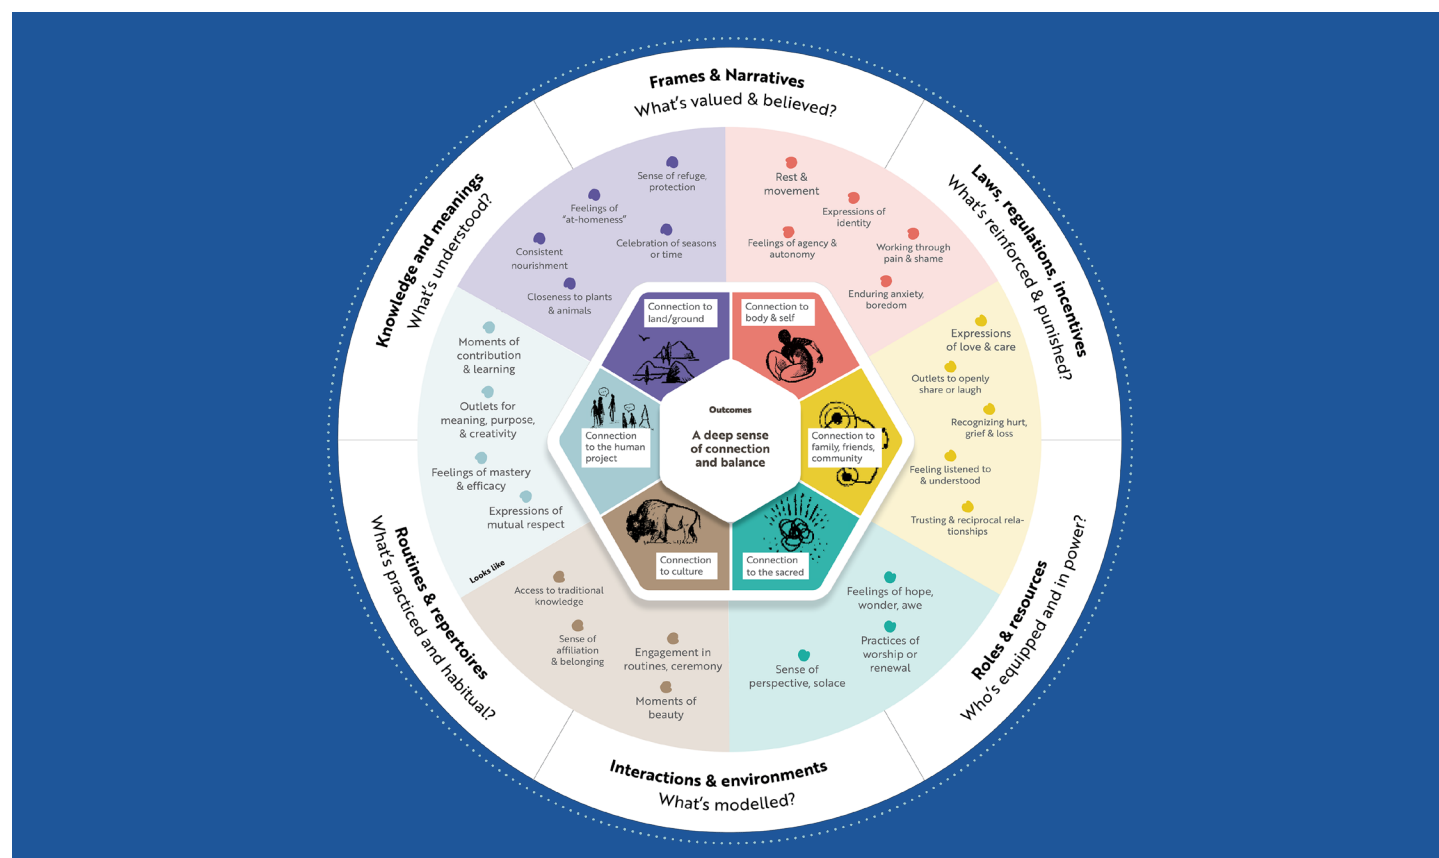 Frames & Narratives
What's valued & believed?
Laws, regulations, incentives
What's reinforced & punished?
Roles & resources
Who's equipped and in power?
Interactions & environments
What's modelled?
Routines & repertoires
What's practiced and habitual?
Knowledge and meanings
What's understood?
Sense of refuge,
protection
Feelings of
"at-homeness"
Celebration of seasons
or time
Consistent
nourishment
Closeness to plants
& animals
Rest &
movement
Expressions of
identity
Feelings of agency &
autonomy
Working through
pain & shame
Enduring anxiety,
boredom
Expressions
of love & care
Outlets to openly
share or laugh
Recognizing hurt,
grief & loss
Feeling listened to
& understood
Trusting & reciprocal rela-
tionships
Feelings of hope,
wonder, awe
Practices of
worship or
renewal
Sense of
perspective, solace
Access to traditional
knowledge
Sense of
affiliation
& belonging
Engagement in
routines, ceremony
Moments of
beauty
Looks like
Moments of
contribution
& learning
Outlets for
meaning, purpose,
& creativity
Feelings of mastery
& efficacy
Expressions of
mutual respect
Connection to
land/ground
Connection to
body & self
Connection to
family, friends,
community
Connection
to the sacred
Connection
to culture
Connection
to the human
project
Outcomes
A deep sense
of connection
and balance